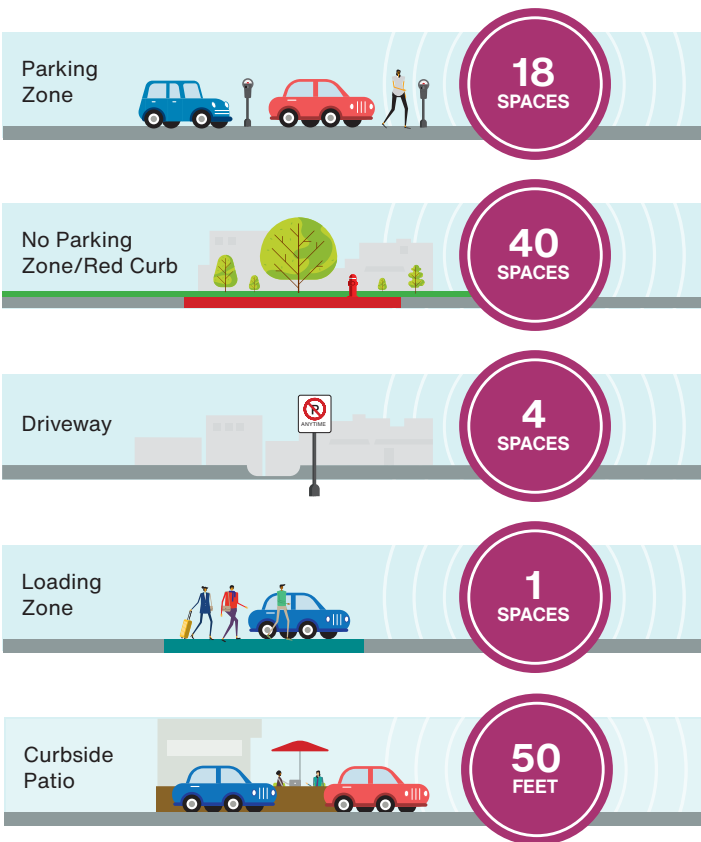 Parking
Zone
18
SPACES
No Parking
Zone/Red Curb
40
SPACES
Driveway
P
ANYTIME
4
SPACES
Loading
Zone
1
SPACES
Curbside
Patio
50
FEET